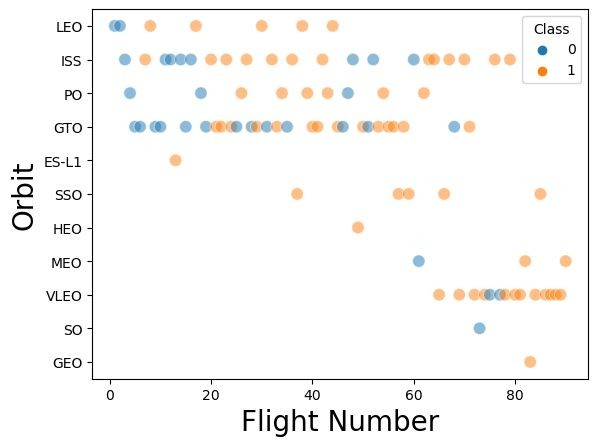 Class
0
1
LEO
ISS
PO
GTO
ES-L1
SSO
HEO
MEO
VLEO
SO
GEO
Orbit
0 20 40 60 80
Flight Number